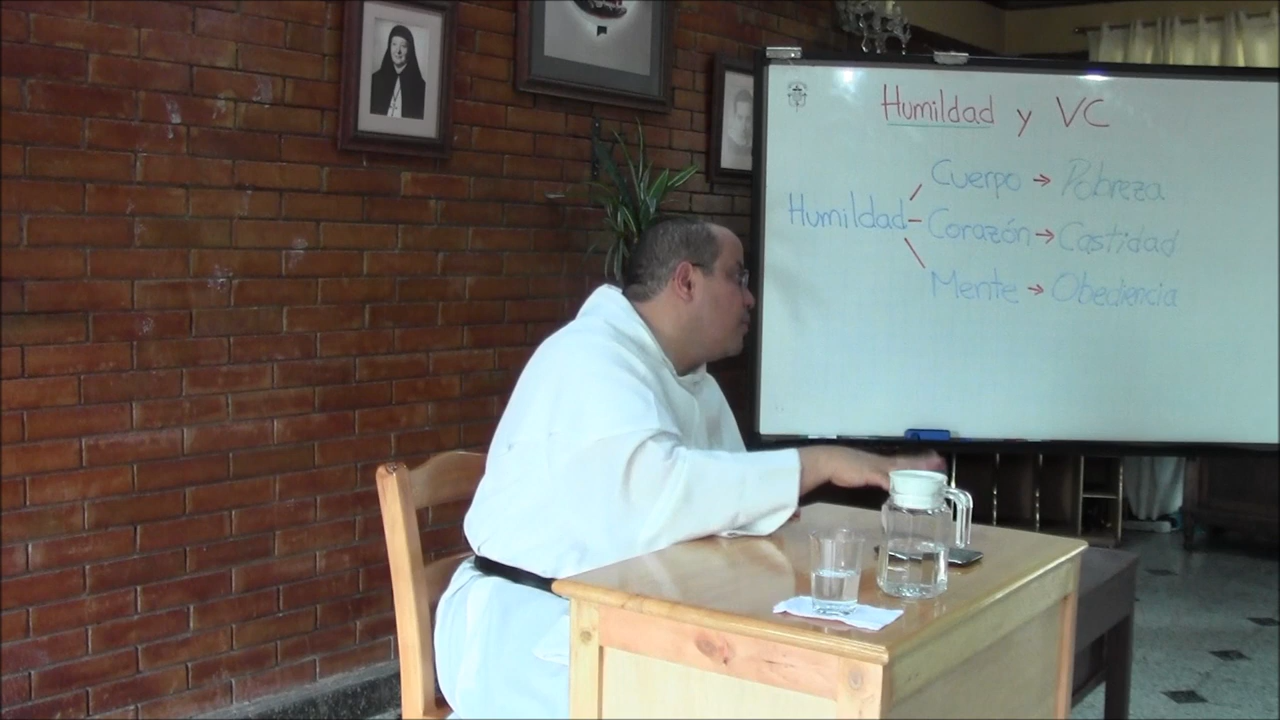 Humildad y VC
Cuerpo → Pobreza
Humildad – Corazón → Castidad
Mente → Obediencia